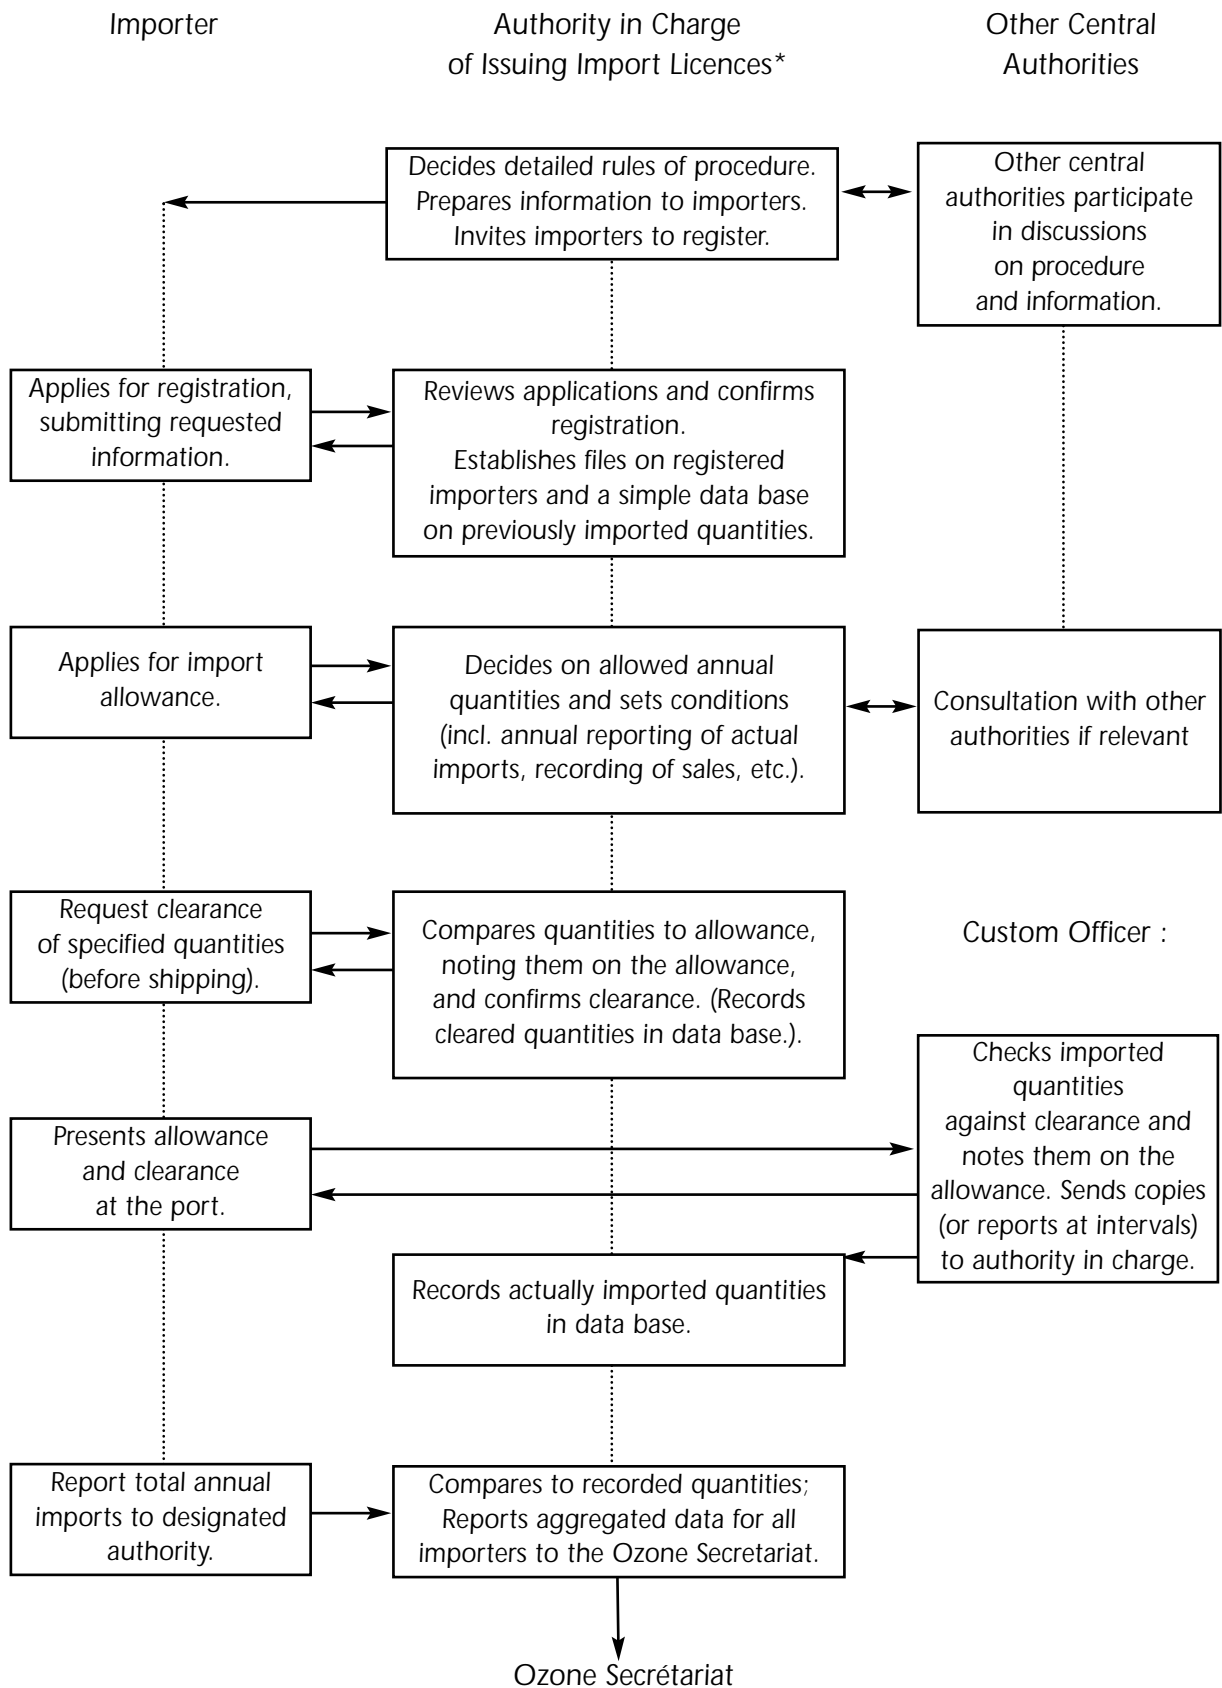 Importer
Authority in Charge
of Issuing Import Licences*
Other Central
Authorities
Decides detailed rules of procedure.
Prepares information to importers.
Invites importers to register.
Other central
authorities participate
in discussions
on procedure
and information.
Applies for registration,
submitting requested
information.
Reviews applications and confirms
registration.
Establishes files on registered
importers and a simple data base
on previously imported quantities.
Applies for import
allowance.
Decides on allowed annual
quantities and sets conditions
(incl. annual reporting of actual
imports, recording of sales, etc.).
Consultation with other
authorities if relevant
Request clearance
of specified quantities
(before shipping).
Compares quantities to allowance,
noting them on the allowance,
and confirms clearance. (Records
cleared quantities in data base.).
Custom Officer :
Checks imported
quantities
against clearance and
notes them on the
allowance. Sends copies
(or reports at intervals)
to authority in charge.
Presents allowance
and clearance
at the port.
Records actually imported quantities
in data base.
Report total annual
imports to designated
authority.
Compares to recorded quantities;
Reports aggregated data for all
importers to the Ozone Secretariat.
Ozone Secrétariat